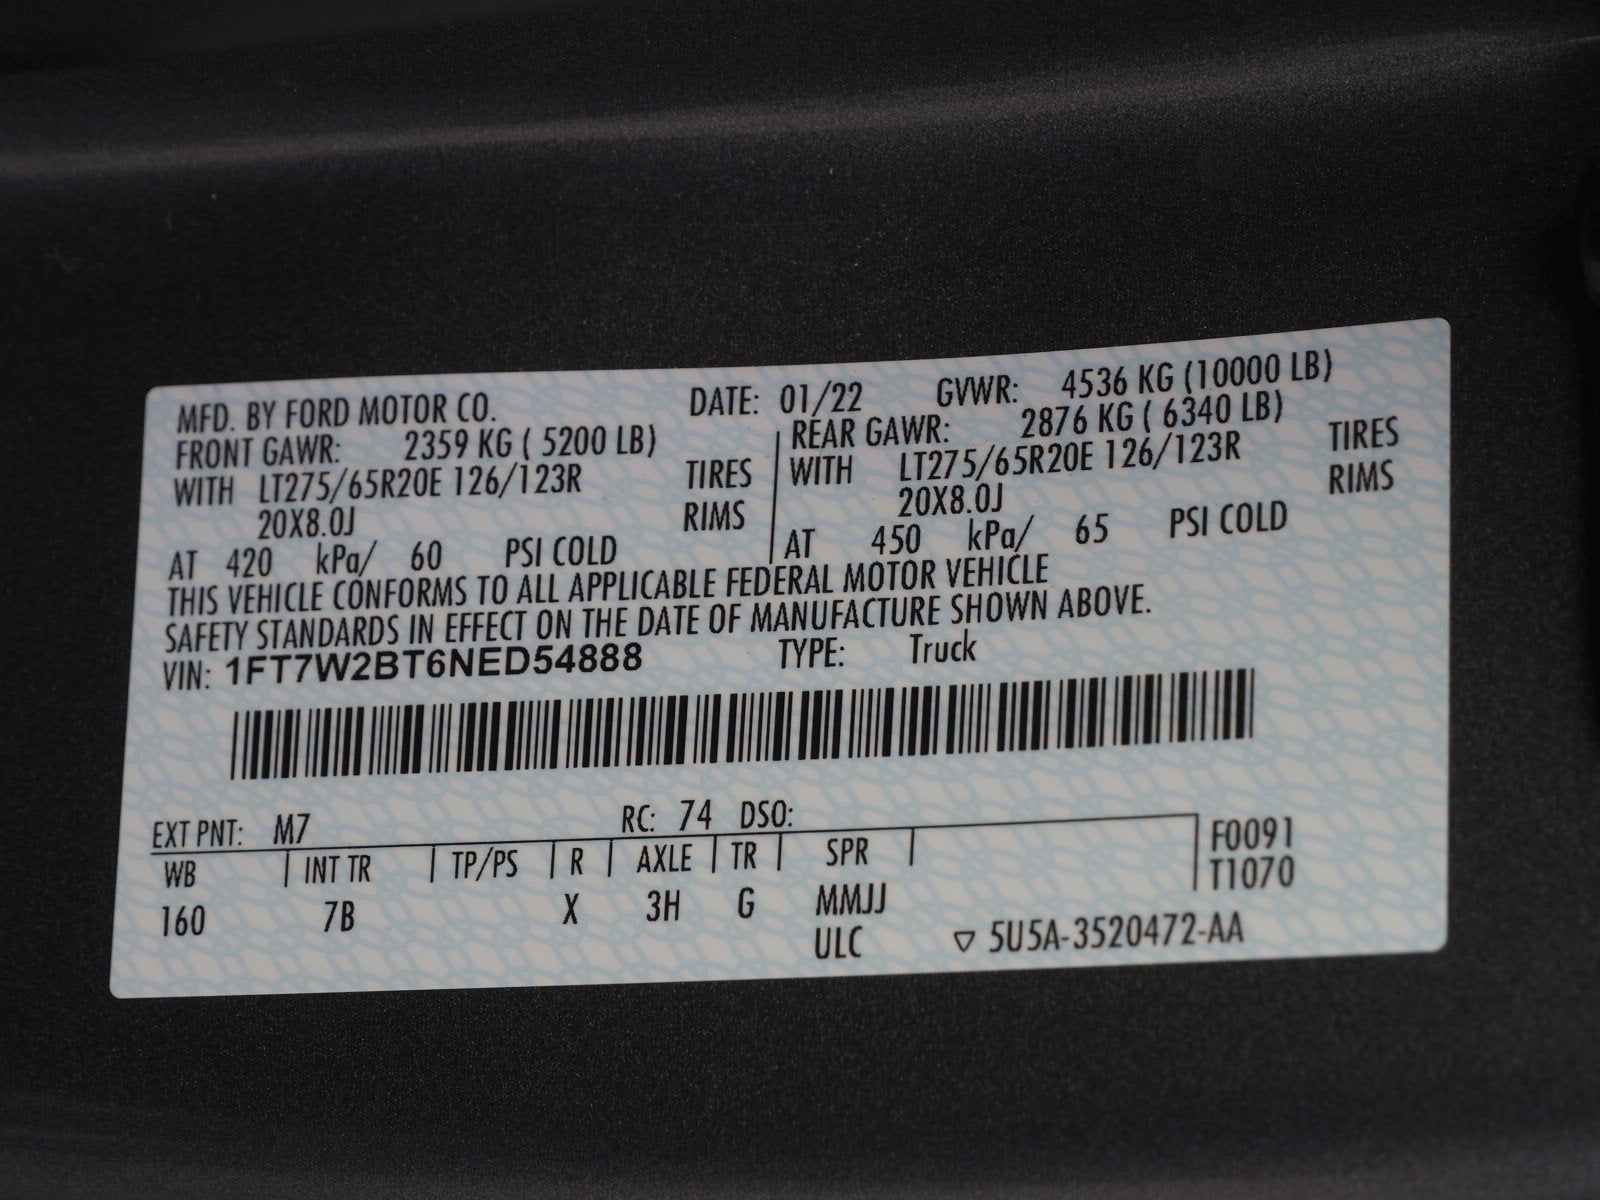 MFD. BY FORD MOTOR CO. DATE: 01/22 GVWR: 4536 KG (10000 LB)
FRONT GAWR: 2359 KG ( 5200 LB) REAR GAWR: 2876 KG ( 6340 LB)
WITH LT275/65R20E 126/123R TIRES WITH LT275/65R20E 126/123R TIRES
20X8.0J RIMS 20X8.0J RIMS
AT 420 kPa/ 60 PSI COLD AT 450 kPa/ 65 PSI COLD
THIS VEHICLE CONFORMS TO ALL APPLICABLE FEDERAL MOTOR VEHICLE
SAFETY STANDARDS IN EFFECT ON THE DATE OF MANUFACTURE SHOWN ABOVE.
VIN: 1FT7W2BT6NED54888 TYPE: Truck
EXT PNT: M7 RC: 74 DSO:
WB INT TR TP/PS R AXLE TR SPR F0091
T1070
160 7B X 3H G MMJJ
ULC ▽ 5U5A-3520472-AA